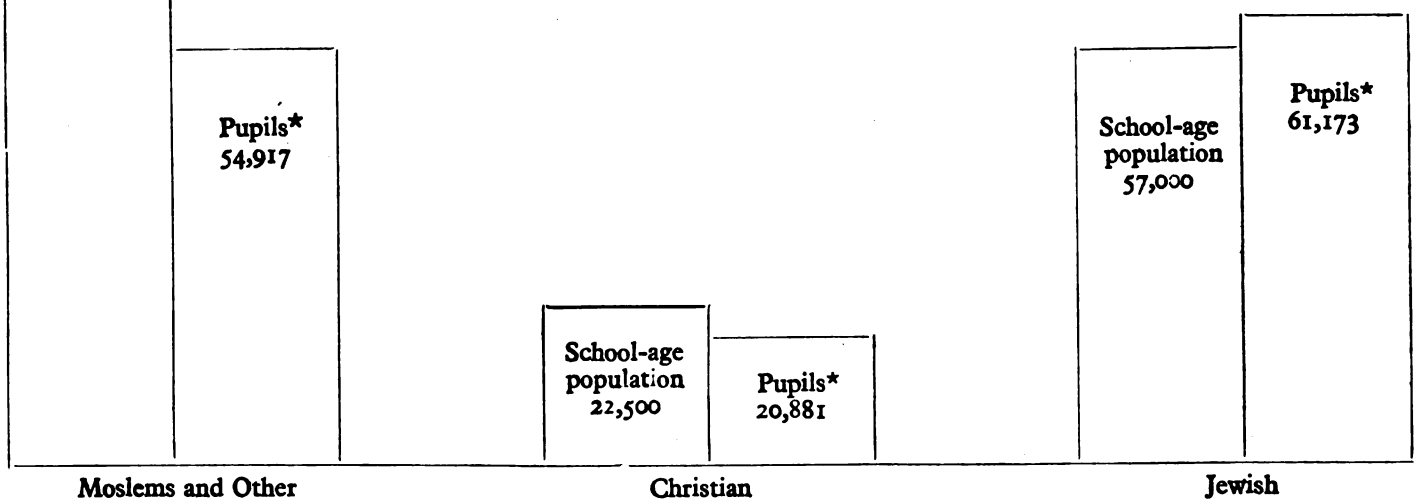 Pupils*
54,917
School-age
population
22,500
Pupils*
20,881
School-age
population
57,000
Pupils*
61,173
Moslems and Other
Christian
Jewish